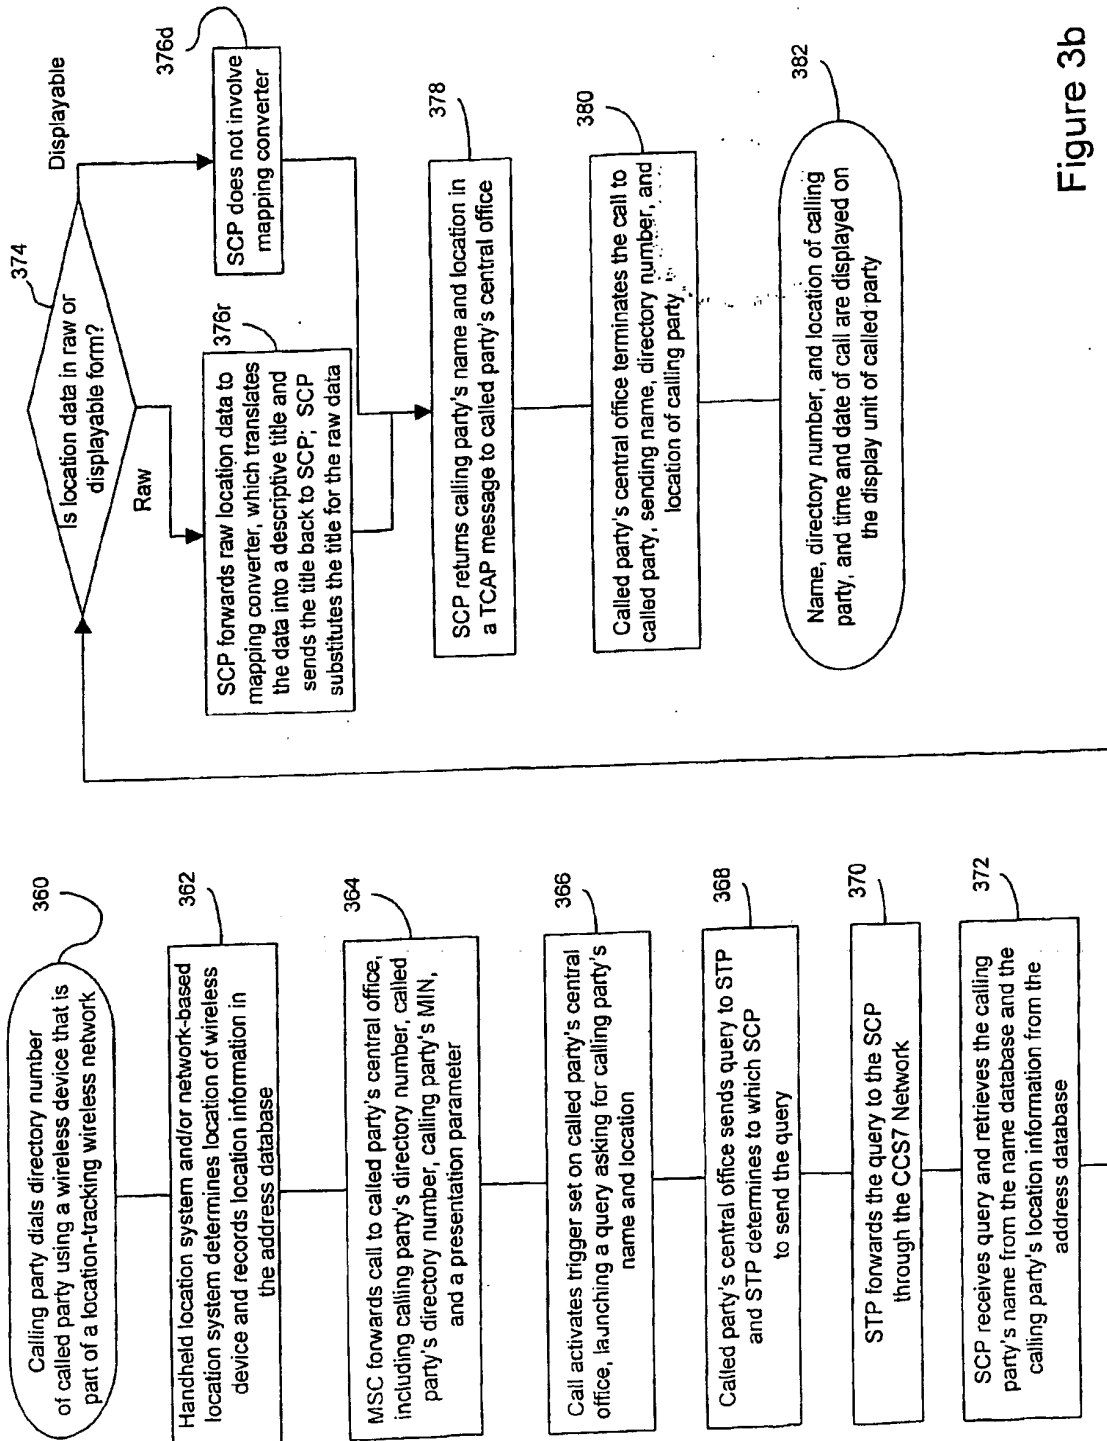 360
Calling party dials directory number
of called party using a wireless device that is
part of a location-tracking wireless network
362
Handheld location system and/or network-based
location system determines location of wireless
device and records location information in
the address database
364
MSC forwards call to called party's central office,
including calling party's directory number, called
party's directory number, calling party's MIN,
and a presentation parameter
366
Call activates trigger set on called party's central
office, launching a query asking for calling party's
name and location
368
Called party's central office sends query to STP
and STP determines to which SCP
to send the query
370
STP forwards the query to the SCP
through the CCS7 Network
372
SCP receives query and retrieves the calling
party's name from the name database and the
calling party's location information from the
address database
374
Is location data in raw or
displayable form?
Raw
Displayable
376r
SCP forwards raw location data to
mapping converter, which translates
the data into a descriptive title and
sends the title back to SCP; SCP
substitutes the title for the raw data
376d
SCP does not involve
mapping converter
378
SCP returns calling party's name and location in
a TCAP message to called party's central office
380
Called party's central office terminates the call to
called party, sending name, directory number, and
location of calling party
382
Name, directory number, and location of calling
party, and time and date of call are displayed on
the display unit of called party
Figure 3b